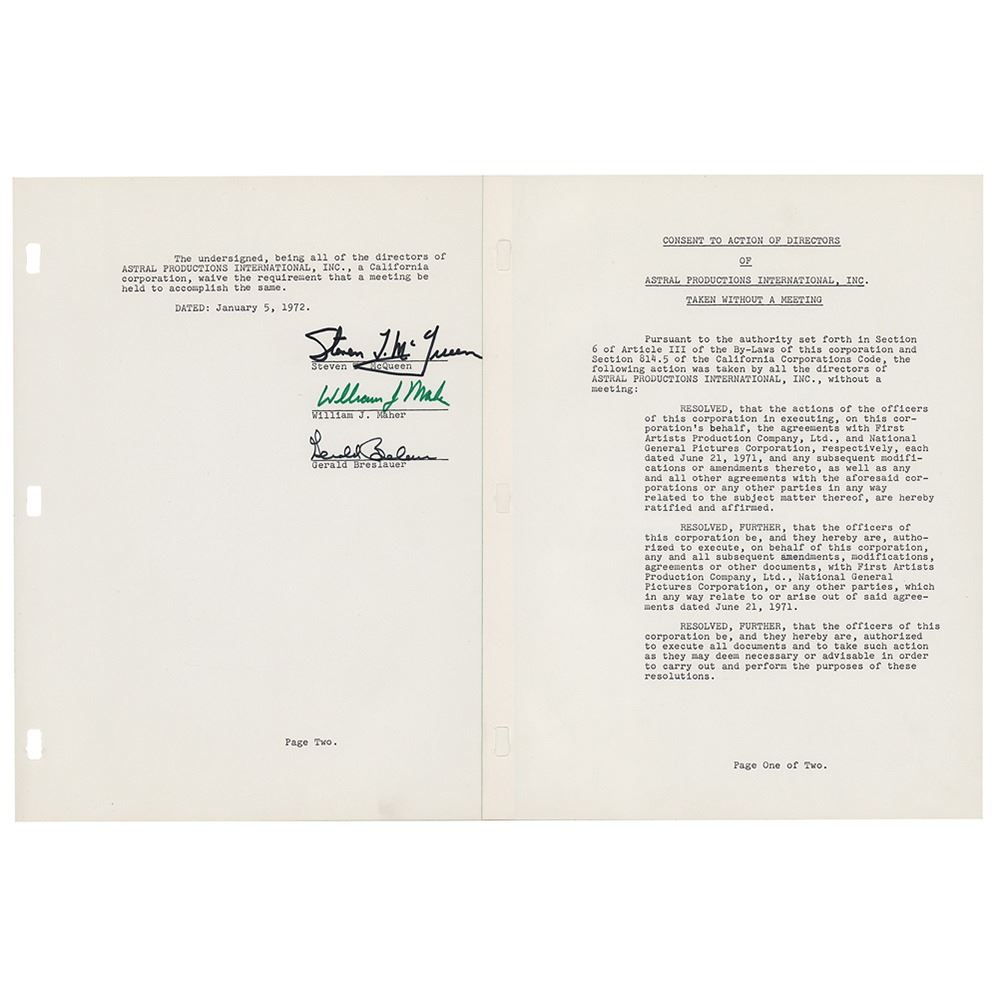 The undersigned, being all of the directors of
ASTRAL PRODUCTIONS INTERNATIONAL, INC., a California
corporation, waive the requirement that a meeting be
held to accomplish the same.
DATED: January 5, 1972.
Steven T. McQueen
Steven McQueen
William J Maher
William J. Maher
Gerald Breslauer
Gerald Breslauer
Page Two.
CONSENT TO ACTION OF DIRECTORS
OF
ASTRAL PRODUCTIONS INTERNATIONAL, INC.
TAKEN WITHOUT A MEETING
Pursuant to the authority set forth in Section
6 of Article III of the By-Laws of this corporation and
Section 814.5 of the California Corporations Code, the
following action was taken by all the directors of
ASTRAL PRODUCTIONS INTERNATIONAL, INC., without a
meeting:
RESOLVED, that the actions of the officers
of this corporation in executing, on this cor-
poration's behalf, the agreements with First
Artists Production Company, Ltd., and National
General Pictures Corporation, respectively, each
dated June 21, 1971, and any subsequent modifi-
cations or amendments thereto, as well as any
and all other agreements with the aforesaid cor-
porations or any other parties in any way
related to the subject matter thereof, are hereby
ratified and affirmed.
RESOLVED, FURTHER, that the officers of
this corporation be, and they hereby are, autho-
rized to execute, on behalf of this corporation,
any and all subsequent amendments, modifications,
agreements or other documents, with First Artists
Production Company, Ltd., National General
Pictures Corporation, or any other parties, which
in any way relate to or arise out of said agree-
ments dated June 21, 1971.
RESOLVED, FURTHER, that the officers of this
corporation be, and they hereby are, authorized
to execute all documents and to take such action
as they may deem necessary or advisable in order
to carry out and perform the purposes of these
resolutions.
Page One of Two.